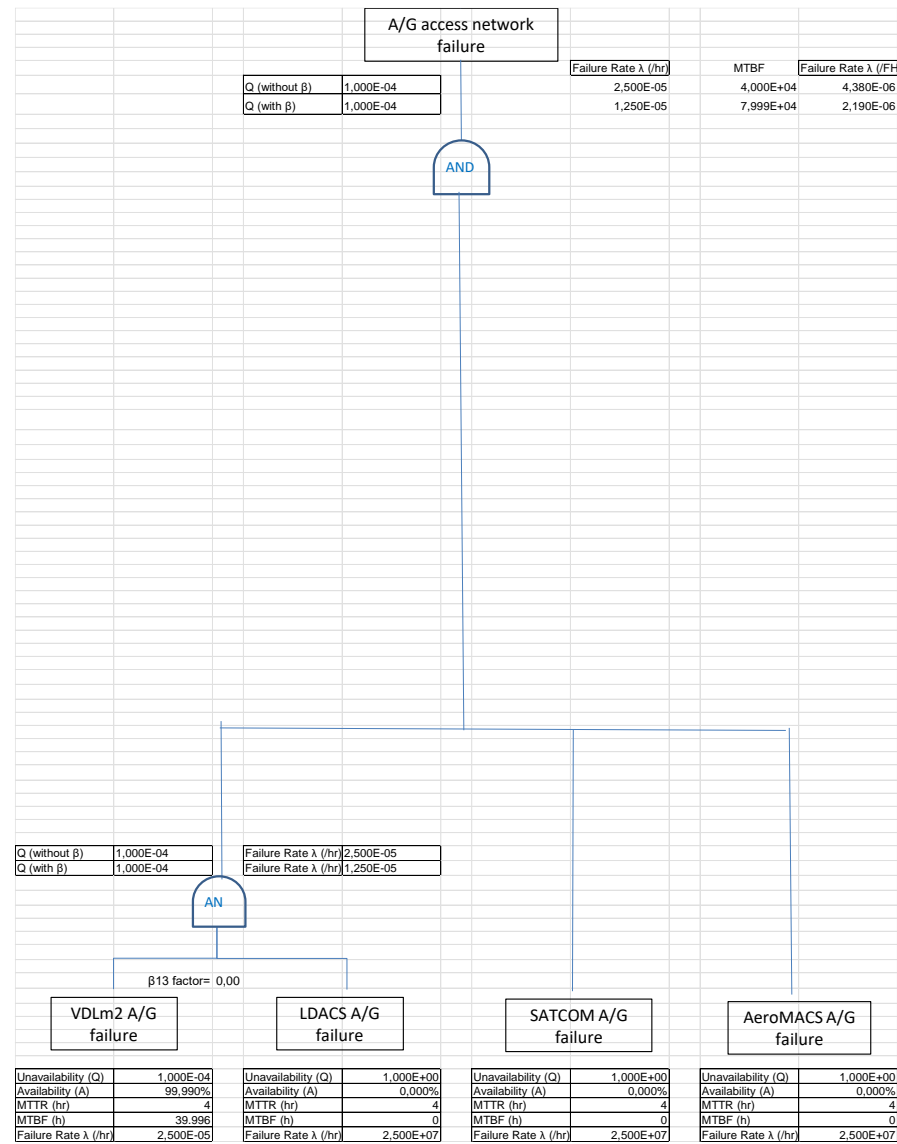 A/G access network
failure
Failure Rate λ (/hr) MTBF Failure Rate λ (/FH
Q (without β) 1,000E-04 2,500E-05 4,000E+04 4,380E-06
Q (with β) 1,000E-04 1,250E-05 7,999E+04 2,190E-06
AND
Q (without β) 1,000E-04 Failure Rate λ (/hr) 2,500E-05
Q (with β) 1,000E-04 Failure Rate λ (/hr) 1,250E-05
AN
β13 factor= 0,00
VDLm2 A/G
failure
LDACS A/G
failure
SATCOM A/G
failure
AeroMACS A/G
failure
Unavailability (Q) 1,000E-04 Unavailability (Q) 1,000E+00 Unavailability (Q) 1,000E+00 Unavailability (Q) 1,000E+00
Availability (A) 99,990% Availability (A) 0,000% Availability (A) 0,000% Availability (A) 0,000%
MTTR (hr) 4 MTTR (hr) 4 MTTR (hr) 4 MTTR (hr) 4
MTBF (h) 39.996 MTBF (h) 0 MTBF (h) 0 MTBF (h) 0
Failure Rate λ (/hr) 2,500E-05 Failure Rate λ (/hr) 2,500E+07 Failure Rate λ (/hr) 2,500E+07 Failure Rate λ (/hr) 2,500E+07